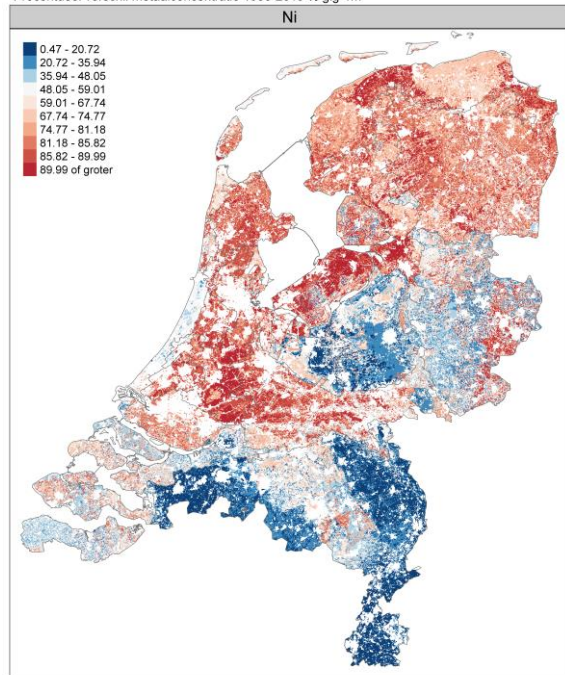 Ni
0.47 - 20.72
20.72 - 35.94
35.94 - 48.05
48.05 - 59.01
59.01 - 67.74
67.74 - 74.77
74.77 - 81.18
81.18 - 85.82
85.82 - 89.99
89.99 of groter